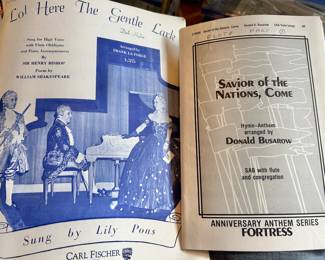 Lo! Here The Gentle Lark
Song for High Voice
with Flute Obbligato
and Piano Accompaniment
By
SIR HENRY BISHOP
Poem by
WILLIAM SHAKESPEARE
Arranged by
FRANK LA FORGE
1.25
Sung by Lily Pons
CARL FISCHER
FLUTE PART
SAVIOR OF THE
NATIONS, COME
Hymn-Anthem
arranged by
DONALD BUSAROW
SAB with flute
and congregation
ANNIVERSARY ANTHEM SERIES
FORTRESS